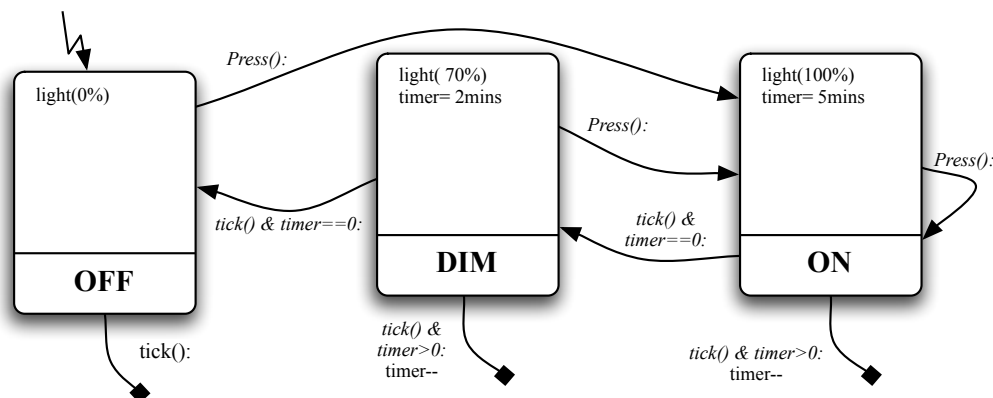 light(0%)
OFF
tick():
Press():
tick() & timer==0:
light( 70%)
timer= 2mins
DIM
tick() &
timer>0:
timer--
Press():
tick() &
timer==0:
light(100%)
timer= 5mins
ON
tick() & timer>0:
timer--
Press():